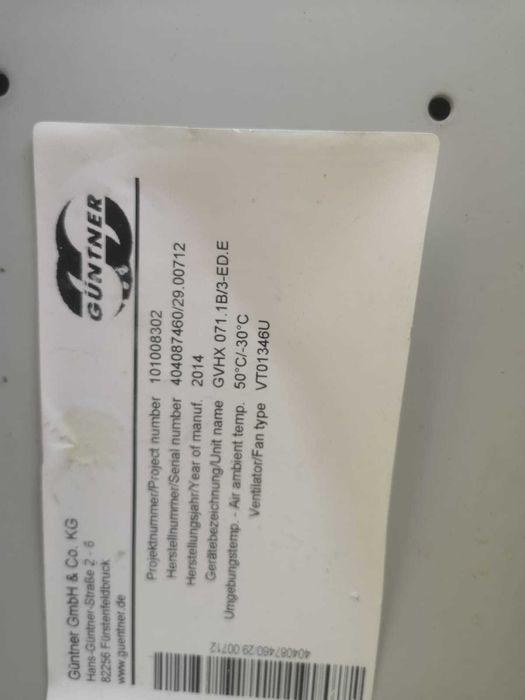 Güntner GmbH & Co. KG
Hans-Güntner-Straße 2 - 6
82256 Fürstenfeldbruck
www.guentner.de
GÜNTNER
Projektnummer/Project number 101008302
Herstellnummer/Serial number 404087460/29.00712
Herstellungsjahr/Year of manuf. 2014
Gerätebezeichnung/Unit name GVHX 071.1B/3-ED.E
Umgebungstemp. - Air ambient temp. 50°C/-30°C
Ventilator/Fan type VT01346U
404087460/29.00712